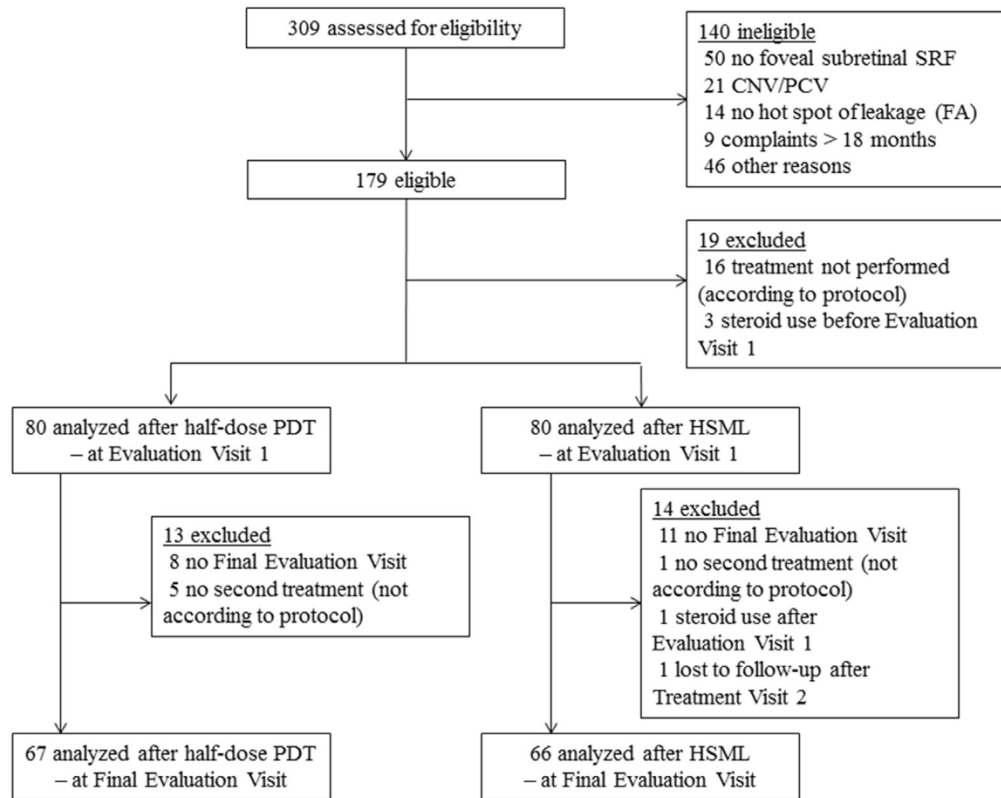 309 assessed for eligibility
140 ineligible
50 no foveal subretinal SRF
21 CNV/PCV
14 no hot spot of leakage (FA)
9 complaints > 18 months
46 other reasons
179 eligible
19 excluded
16 treatment not performed
(according to protocol)
3 steroid use before Evaluation
Visit 1
80 analyzed after half-dose PDT
– at Evaluation Visit 1
80 analyzed after HSML
– at Evaluation Visit 1
13 excluded
8 no Final Evaluation Visit
5 no second treatment (not
according to protocol)
14 excluded
11 no Final Evaluation Visit
1 no second treatment (not
according to protocol)
1 steroid use after
Evaluation Visit 1
1 lost to follow-up after
Treatment Visit 2
67 analyzed after half-dose PDT
– at Final Evaluation Visit
66 analyzed after HSML
– at Final Evaluation Visit